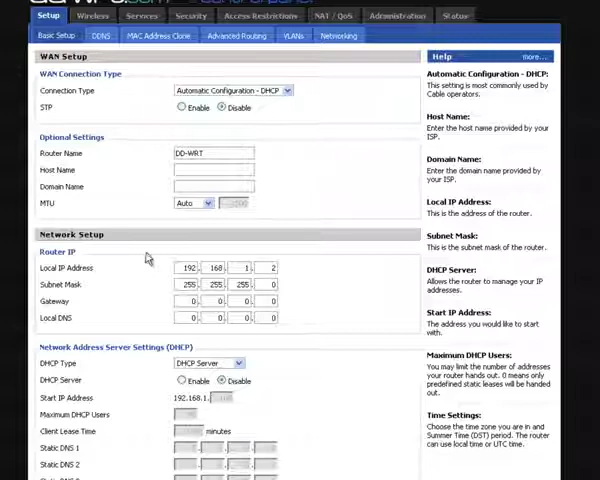 Setup Wireless Services Security Access Restrictions NAT / QoS Administration Status
Basic Setup DDNS MAC Address Clone Advanced Routing VLANs Networking
WAN Setup
WAN Connection Type
Connection Type Automatic Configuration - DHCP
STP Enable Disable
Optional Settings
Router Name DD-WRT
Host Name
Domain Name
MTU Auto
Network Setup
Router IP
Local IP Address 192. 168. 1. 2
Subnet Mask 255. 255. 255. 0
Gateway 0. 0. 0. 0
Local DNS 0. 0. 0. 0
Network Address Server Settings (DHCP)
DHCP Type DHCP Server
DHCP Server Enable Disable
Start IP Address 192.168.1.
Maximum DHCP Users
Client Lease Time minutes
Static DNS 1
Static DNS 2
Help more...
Automatic Configuration - DHCP:
This setting is most commonly used by
Cable operators.
Host Name:
Enter the host name provided by your
ISP.
Domain Name:
Enter the domain name provided by
your ISP.
Local IP Address:
This is the address of the router.
Subnet Mask:
This is the subnet mask of the router.
DHCP Server:
Allows the router to manage your IP
addresses.
Start IP Address:
The address you would like to start
with.
Maximum DHCP Users:
You may limit the number of addresses
your router hands out. 0 means only
predefined static leases will be handed
out.
Time Settings:
Choose the time zone you are in and
Summer Time (DST) period. The router
can use local time or UTC time.